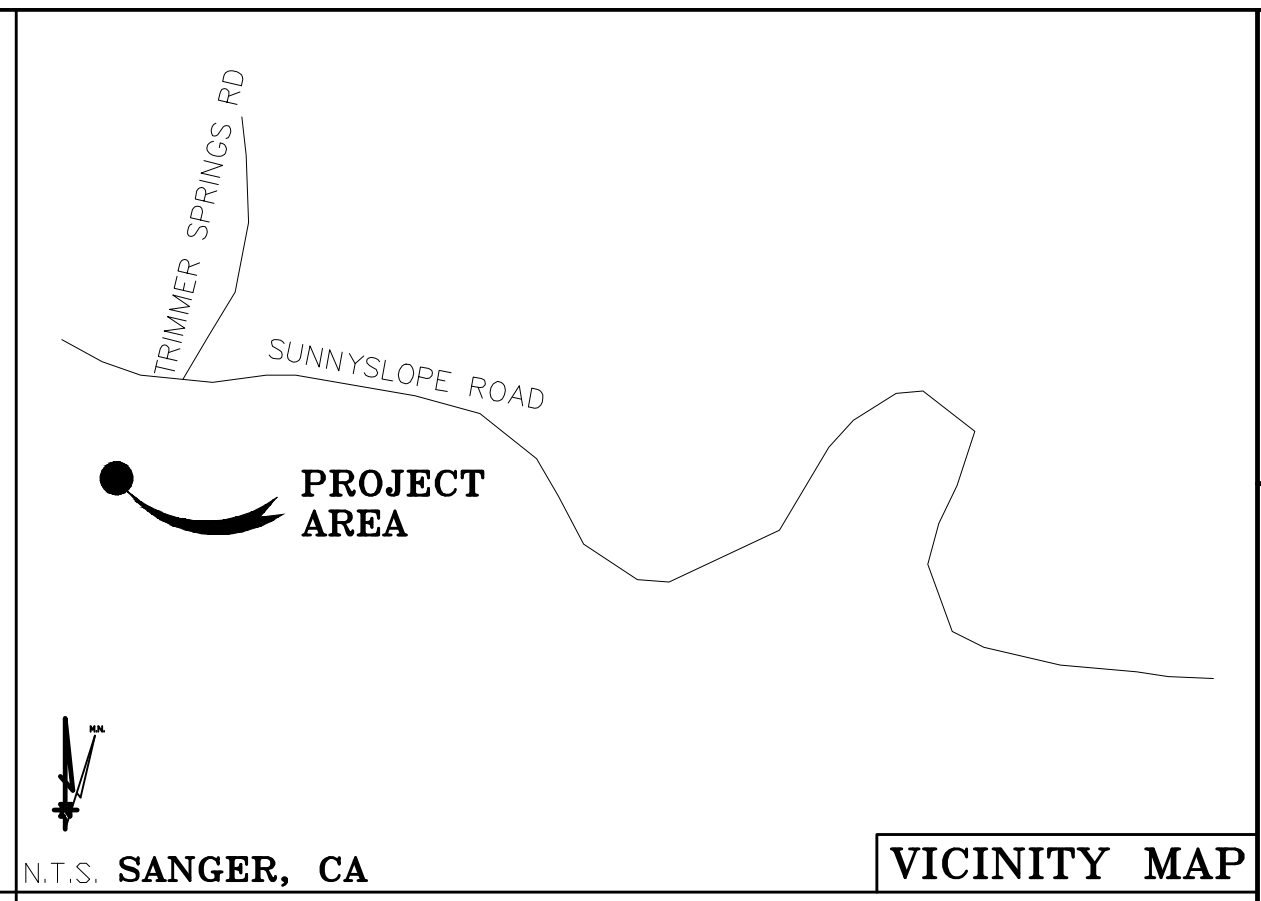 TRIMMER SPRINGS RD
SUNNYSLOPE ROAD
PROJECT
AREA
M.N.
N.T.S. SANGER, CA
VICINITY MAP